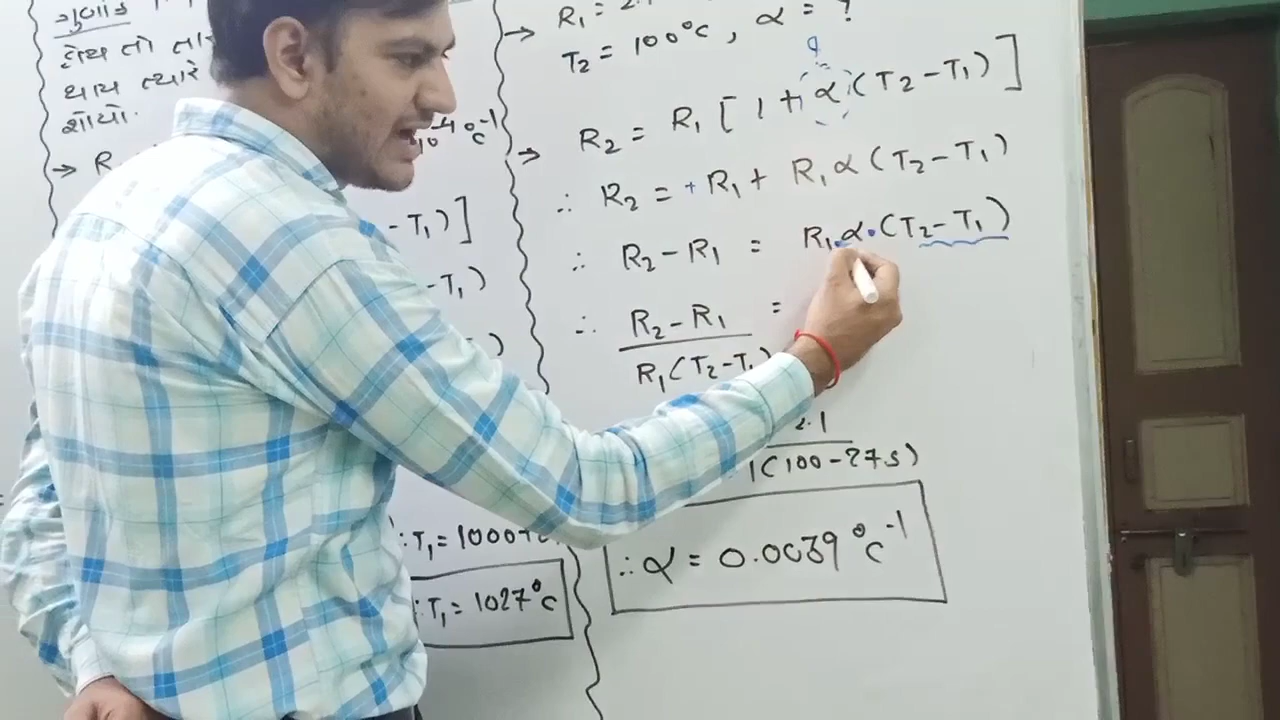 ગુણાંક
હોય તો તાપ
થાય ત્યારે
શોધો.
→ R
10⁻⁴ °C⁻¹
- T₁)]
- T₁)
)
∴ T₁ = 1000+
∴ T₁ = 1027°C
→ R₁ = 2.
T₂ = 100°C, α = ?
→ R₂ = R₁ [ 1 + α (T₂ - T₁) ]
∴ R₂ = + R₁ + R₁ α (T₂ - T₁)
∴ R₂ - R₁ = R₁ . α . (T₂ - T₁)
∴ R₂ - R₁ =
R₁ (T₂ - T₁
2.1
(100 - 27.5)
∴ α = 0.0039 °C⁻¹